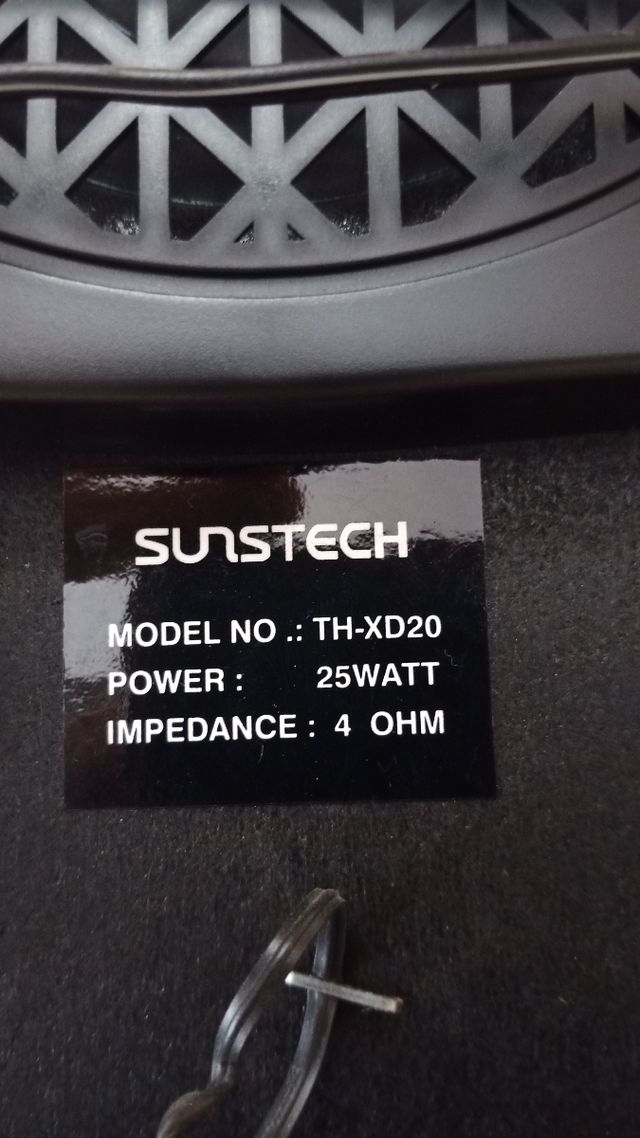 SUNSTECH
MODEL NO .: TH-XD20
POWER : 25WATT
IMPEDANCE : 4 OHM